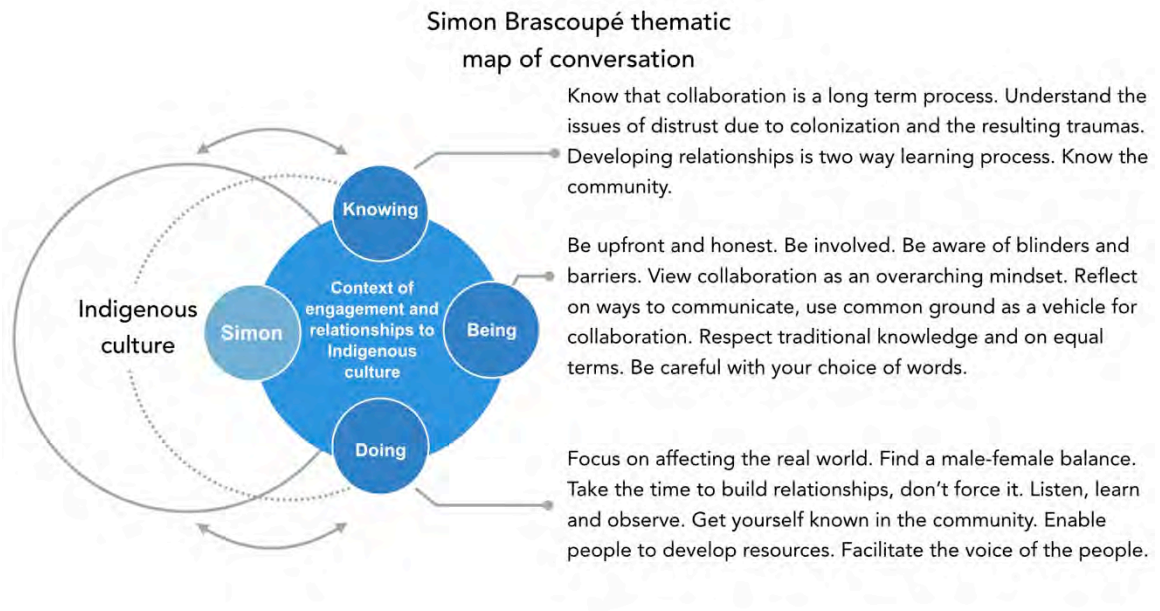 Simon Brascoupé thematic
map of conversation
Know that collaboration is a long term process. Understand the
issues of distrust due to colonization and the resulting traumas.
Developing relationships is two way learning process. Know the
community.
Knowing
Be upfront and honest. Be involved. Be aware of blinders and
barriers. View collaboration as an overarching mindset. Reflect
on ways to communicate, use common ground as a vehicle for
collaboration. Respect traditional knowledge and on equal
terms. Be careful with your choice of words.
Indigenous
culture
Simon
Context of
engagement and
relationships to
Indigenous
culture
Being
Doing
Focus on affecting the real world. Find a male-female balance.
Take the time to build relationships, don't force it. Listen, learn
and observe. Get yourself known in the community. Enable
people to develop resources. Facilitate the voice of the people.